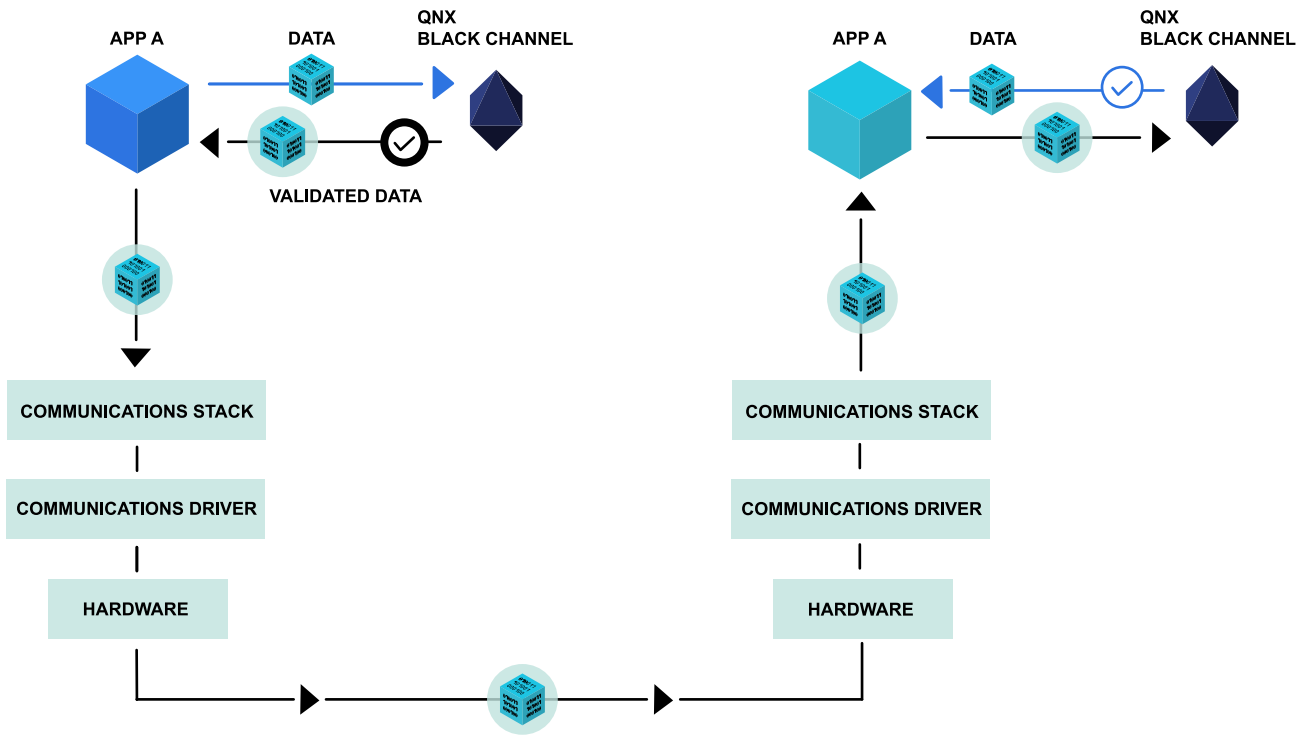 APP A
DATA
QNX
BLACK CHANNEL
VALIDATED DATA
COMMUNICATIONS STACK
COMMUNICATIONS DRIVER
HARDWARE
APP A
DATA
QNX
BLACK CHANNEL
COMMUNICATIONS STACK
COMMUNICATIONS DRIVER
HARDWARE